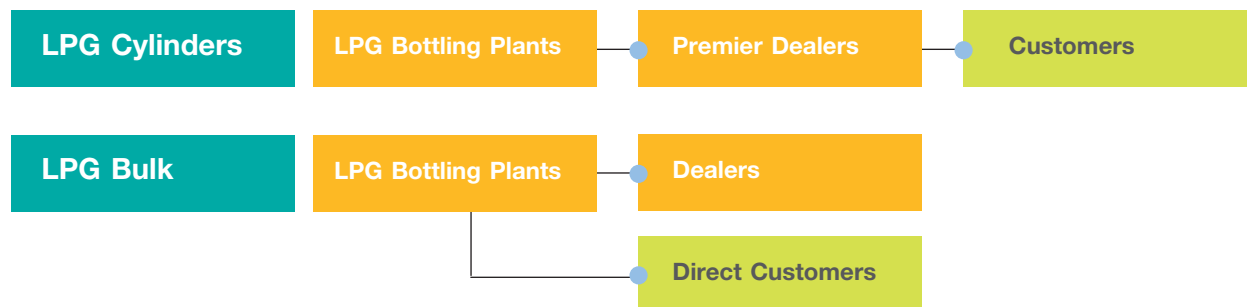 LPG Cylinders
LPG Bottling Plants
Premier Dealers
Customers
LPG Bulk
LPG Bottling Plants
Dealers
Direct Customers